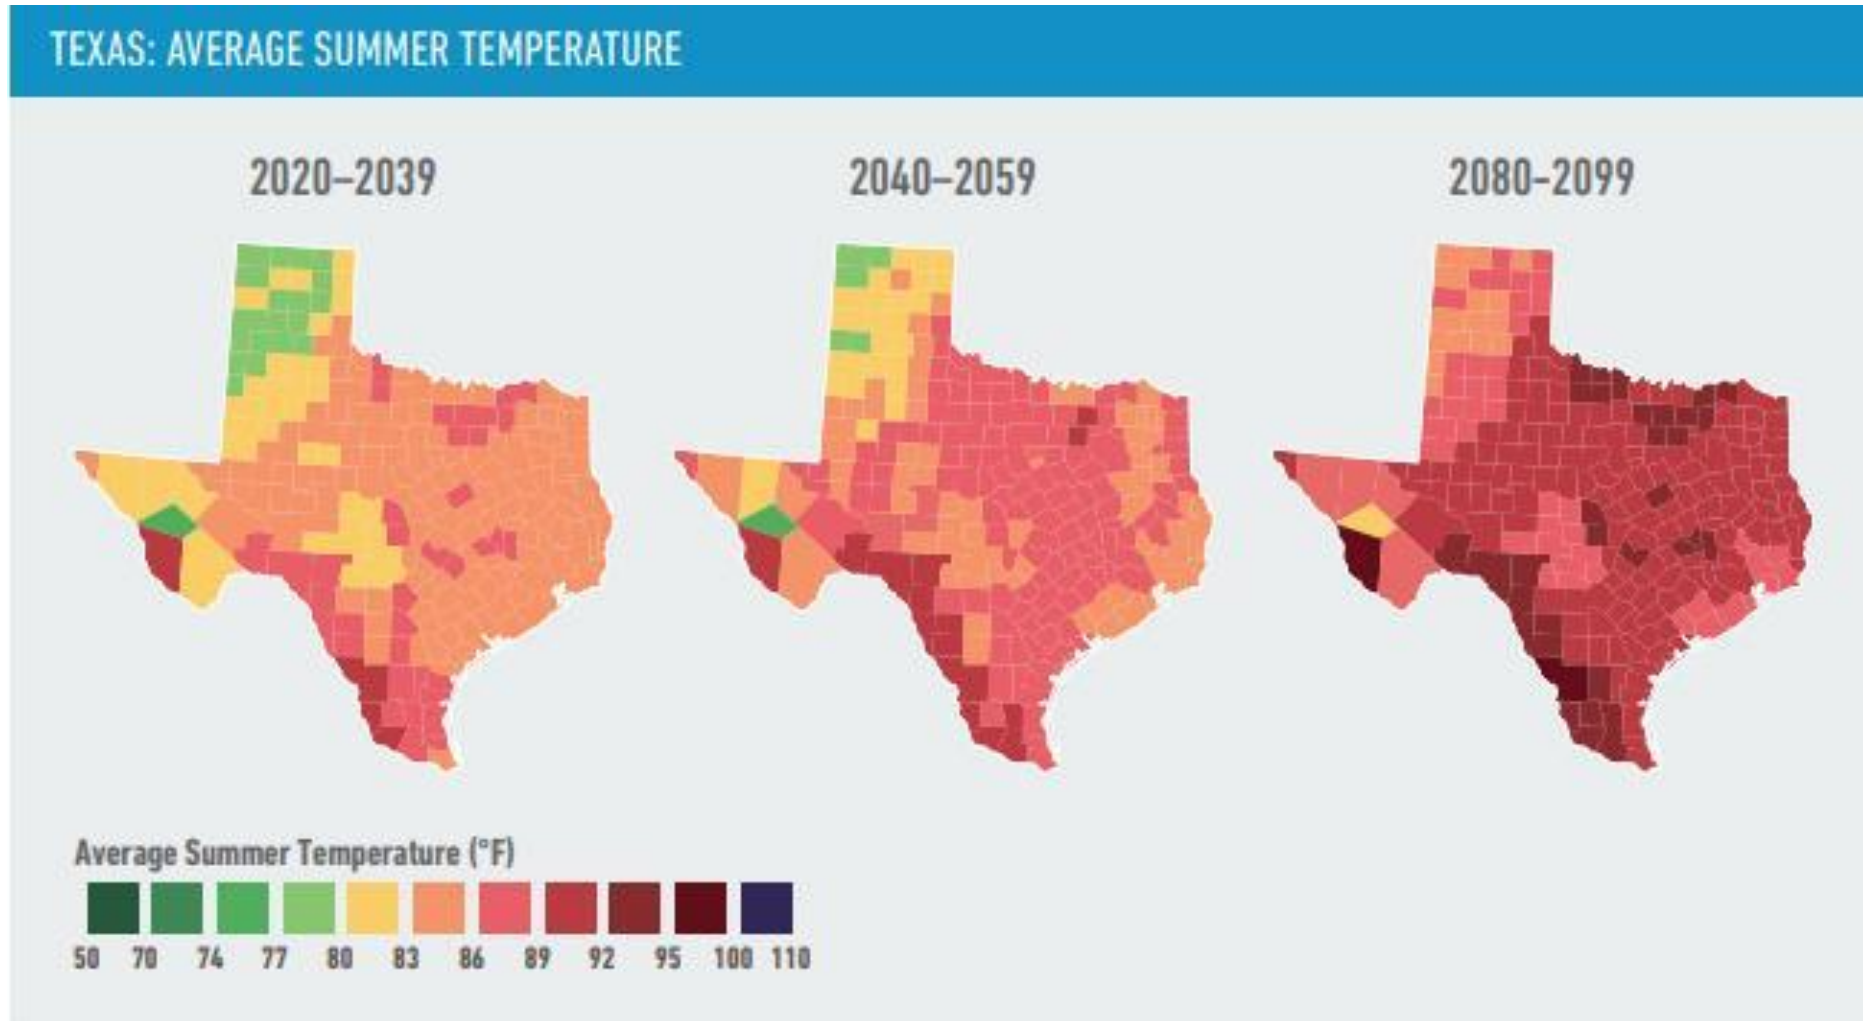 TEXAS: AVERAGE SUMMER TEMPERATURE
2020–2039 2040–2059 2080–2099
Average Summer Temperature (°F)
50 70 74 77 80 83 86 89 92 95 100 110